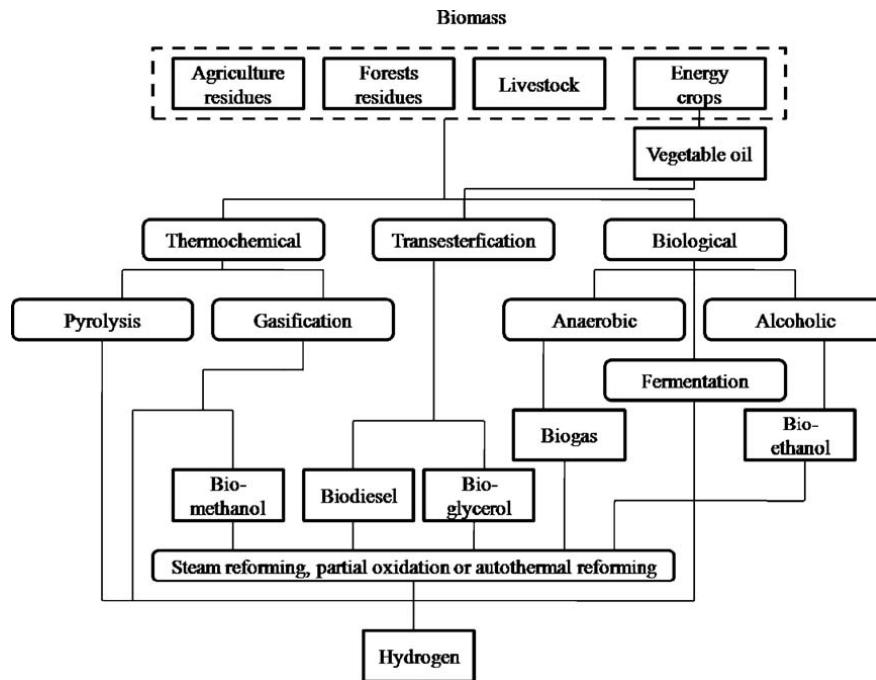 Biomass
Agriculture
residues
Forests
residues
Livestock
Energy
crops
Vegetable oil
Thermochemical
Transesterfication
Biological
Pyrolysis
Gasification
Anaerobic
Alcoholic
Fermentation
Biogas
Bio-
ethanol
Bio-
methanol
Biodiesel
Bio-
glycerol
Steam reforming, partial oxidation or autothermal reforming
Hydrogen